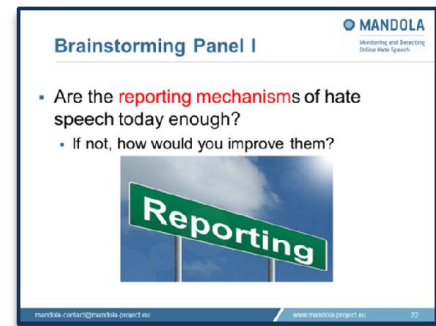 MANDOLA
Monitoring and Detecting
Online Hate Speech
Brainstorming Panel I
▪ Are the reporting mechanisms of hate
speech today enough?
▪ If not, how would you improve them?
Reporting
mandola-contact@mandola-project.eu www.mandola-project.eu 22